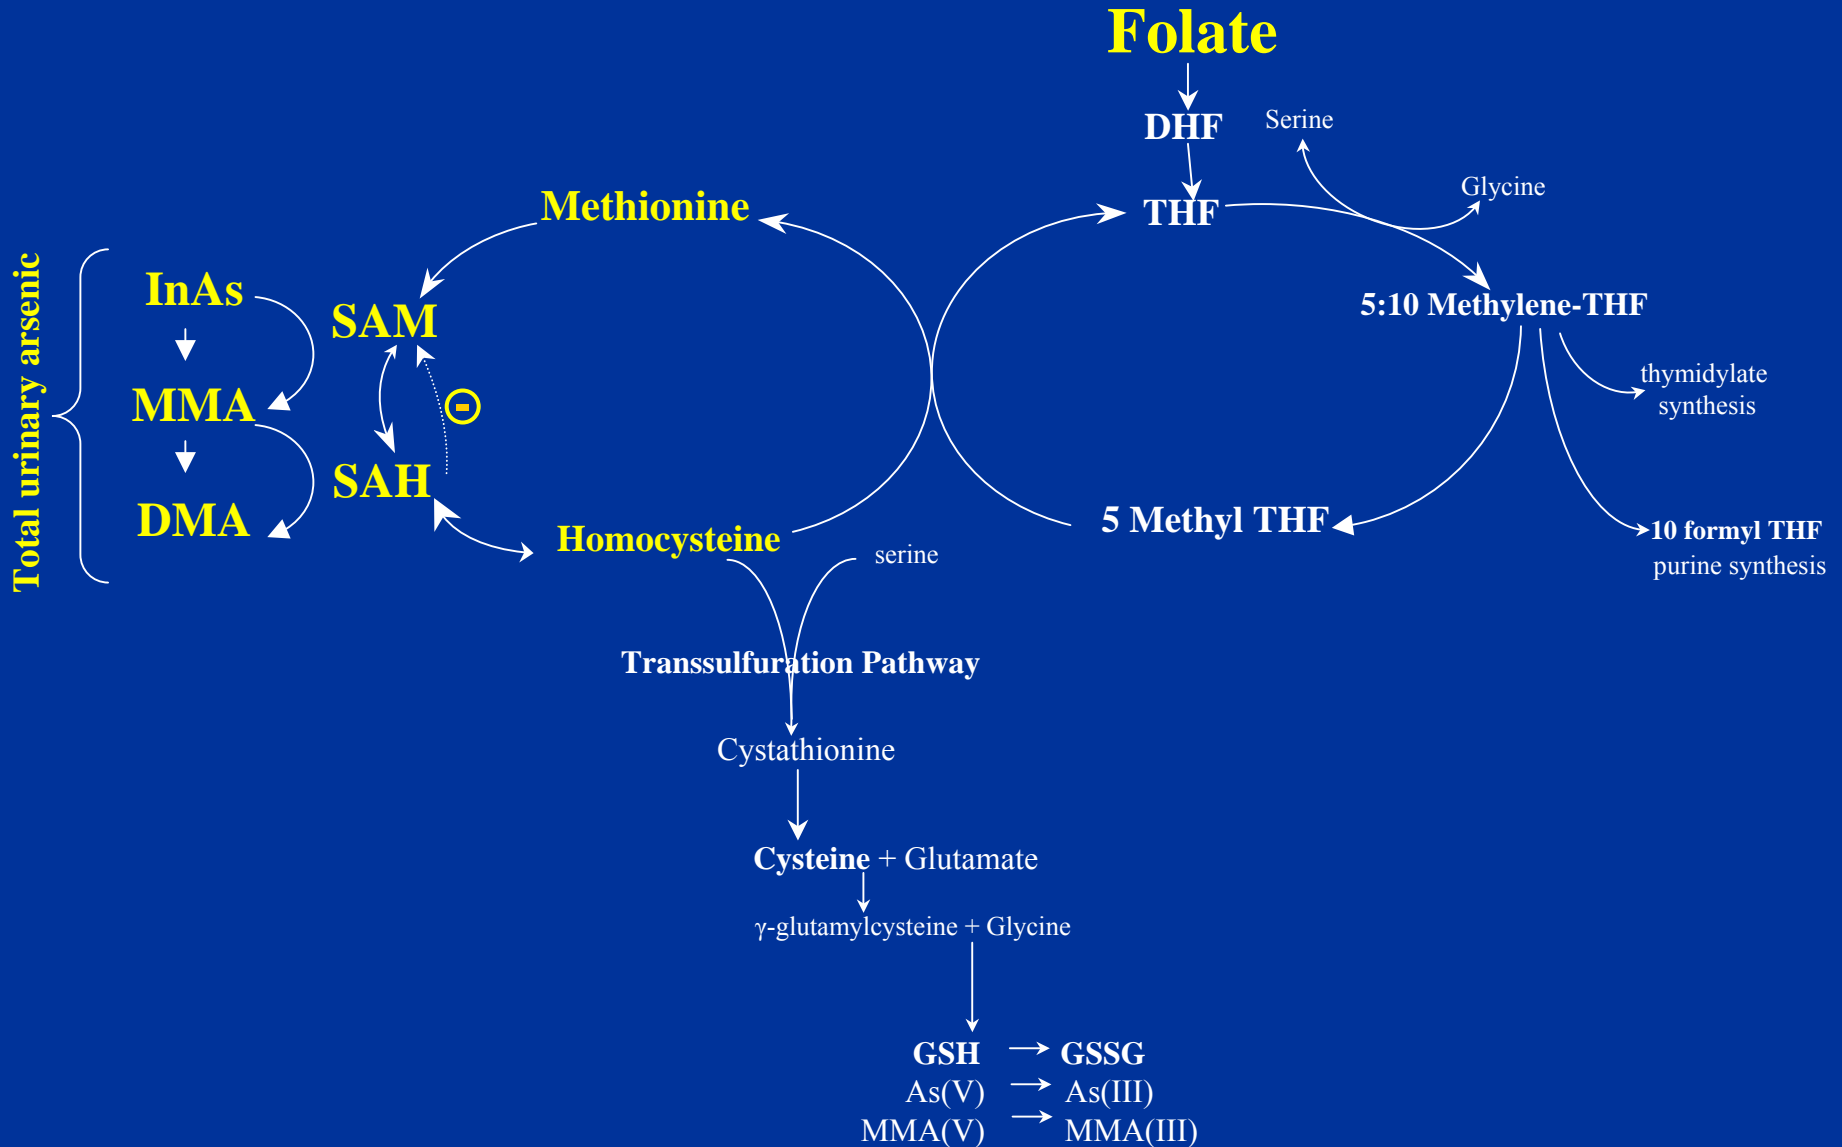 Folate
DHF
Serine
Glycine
THF
Methionine
5:10 Methylene-THF
Total urinary arsenic
InAs
SAM
thymidylate
synthesis
MMA
-
SAH
DMA
5 Methyl THF
Homocysteine
serine
10 formyl THF
purine synthesis
Transsulfuration Pathway
Cystathionine
Cysteine + Glutamate
γ-glutamylcysteine + Glycine
GSH GSSG
As(V) As(III)
MMA(V) MMA(III)